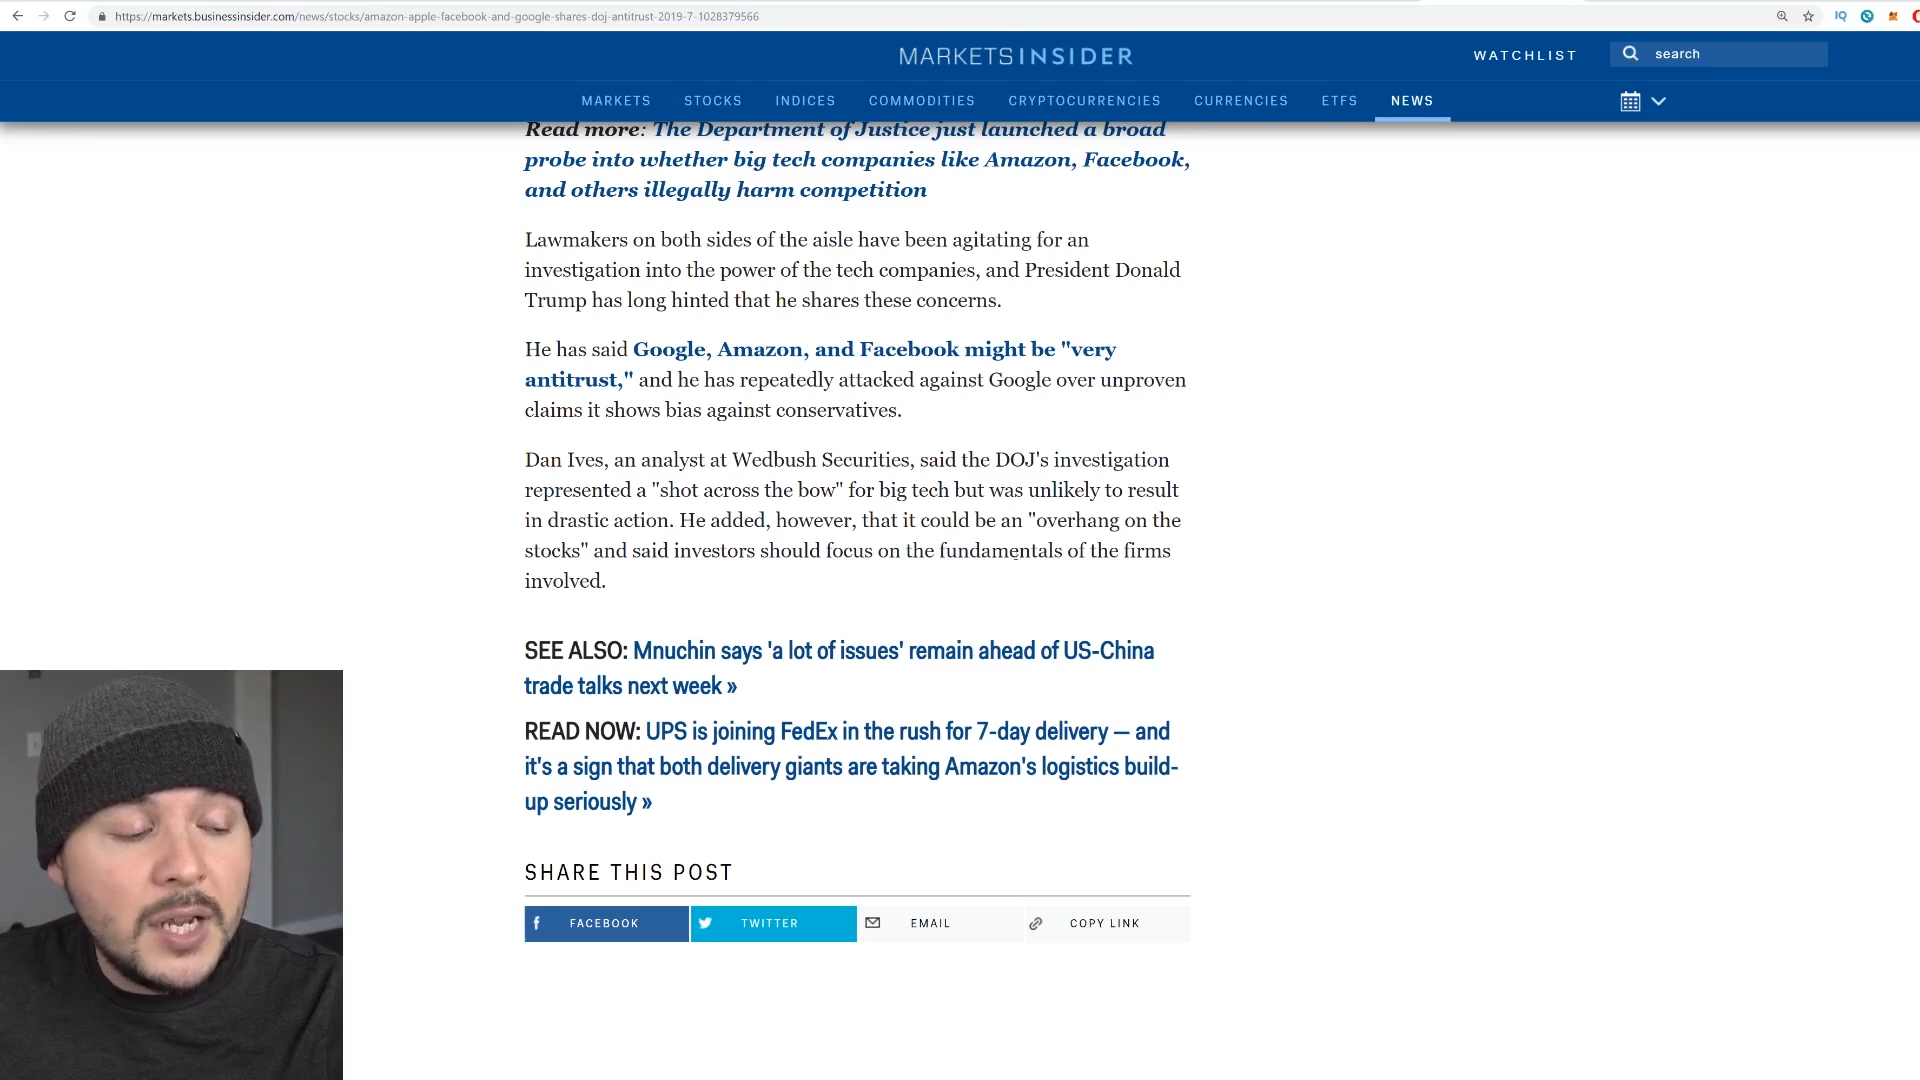 https://markets.businessinsider.com/news/stocks/amazon-apple-facebook-and-google-shares-doj-antitrust-2019-7-1028379566
IQ
MARKETS INSIDER
WATCHLIST
search
MARKETS STOCKS INDICES COMMODITIES CRYPTOCURRENCIES CURRENCIES ETFS NEWS
Read more: The Department of Justice just launched a broad
probe into whether big tech companies like Amazon, Facebook,
and others illegally harm competition
Lawmakers on both sides of the aisle have been agitating for an
investigation into the power of the tech companies, and President Donald
Trump has long hinted that he shares these concerns.
He has said Google, Amazon, and Facebook might be "very
antitrust," and he has repeatedly attacked against Google over unproven
claims it shows bias against conservatives.
Dan Ives, an analyst at Wedbush Securities, said the DOJ's investigation
represented a "shot across the bow" for big tech but was unlikely to result
in drastic action. He added, however, that it could be an "overhang on the
stocks" and said investors should focus on the fundamentals of the firms
involved.
SEE ALSO: Mnuchin says 'a lot of issues' remain ahead of US-China
trade talks next week »
READ NOW: UPS is joining FedEx in the rush for 7-day delivery — and
it's a sign that both delivery giants are taking Amazon's logistics build-
up seriously »
SHARE THIS POST
FACEBOOK TWITTER EMAIL COPY LINK